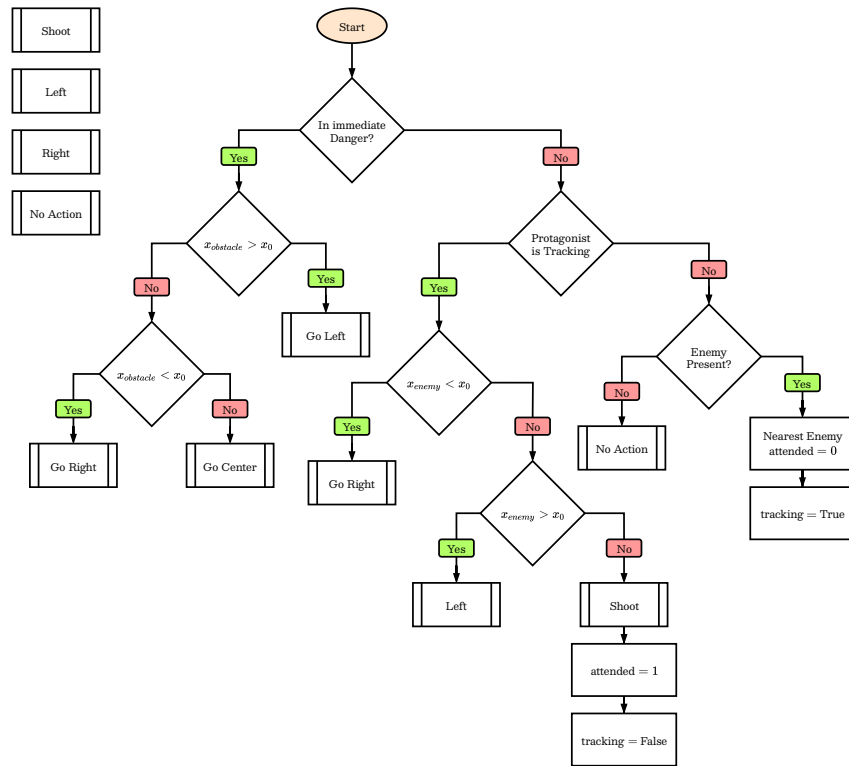 Shoot
Left
Right
No Action
Start
In immediate
Danger?
Yes
No
x_obstacle > x_0
Protagonist
is Tracking
No
Yes
Yes
No
Go Left
x_obstacle < x_0
x_enemy < x_0
Enemy
Present?
Yes
No
Yes
No
No
Yes
Go Right
Go Center
Go Right
No Action
Nearest Enemy
attended = 0
x_enemy > x_0
tracking = True
Yes
No
Left
Shoot
attended = 1
tracking = False